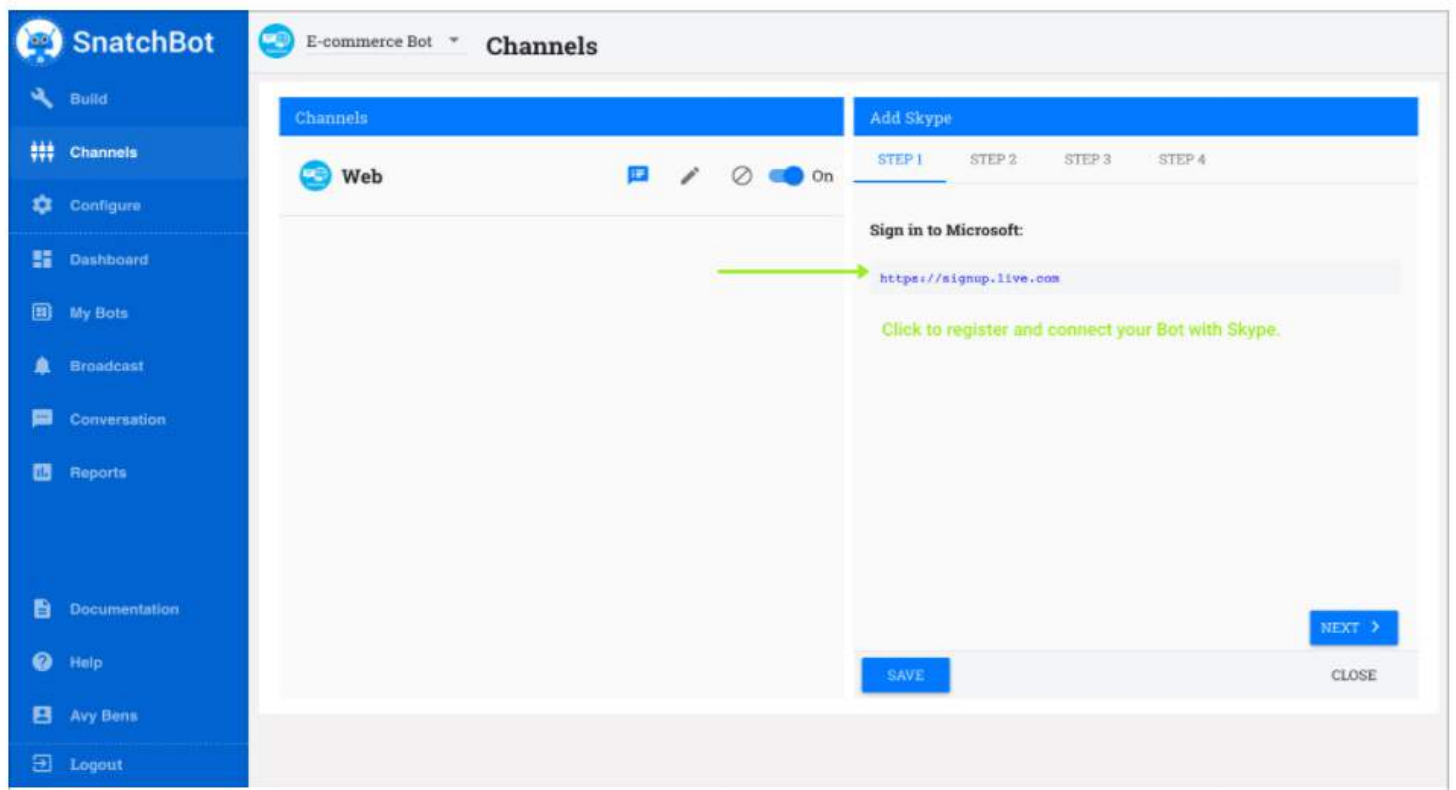 SnatchBot
Build
Channels
Configure
Dashboard
My Bots
Broadcast
Conversation
Reports
Documentation
Help
Avy Bens
Logout
E-commerce Bot
Channels
Channels
Web
On
Add Skype
STEP 1 STEP 2 STEP 3 STEP 4
Sign in to Microsoft:
https://signup.live.com
Click to register and connect your Bot with Skype.
NEXT
SAVE
CLOSE